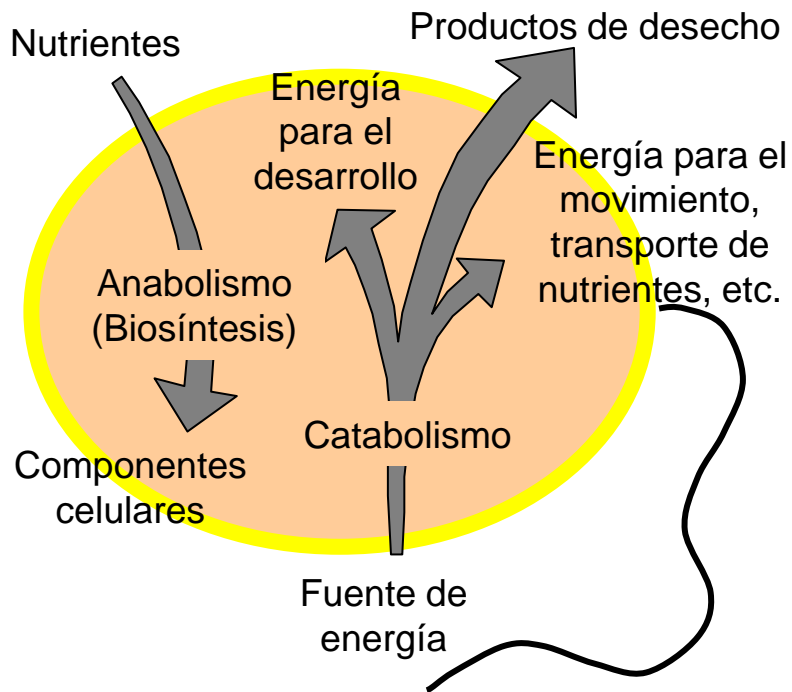 Nutrientes
Productos de desecho
Energía
para el
desarrollo
Energía para el
movimiento,
transporte de
nutrientes, etc.
Anabolismo
(Biosíntesis)
Catabolismo
Componentes
celulares
Fuente de
energía